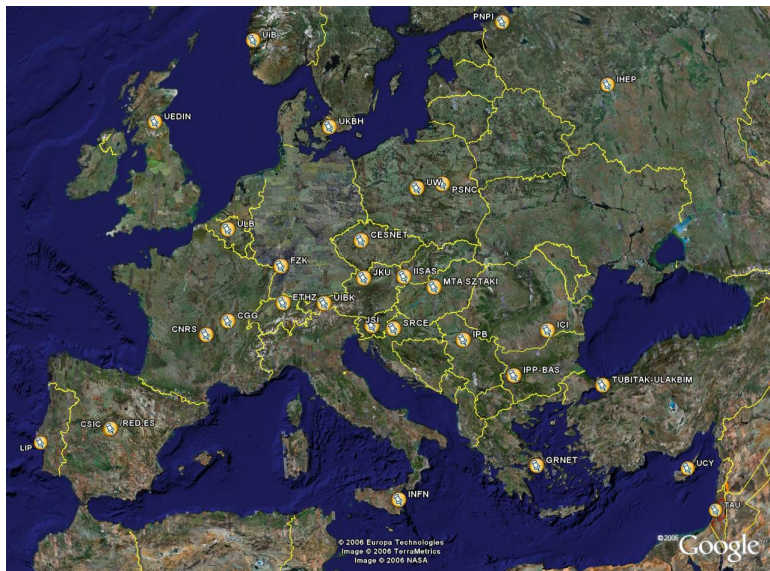 PNPI
UiB
IHEP
UEDIN
UKBH
UW
PSNC
ULB
CESNET
FZK
JKU
IISAS
MTA SZTAKI
ETHZ
UIBK
CGG
CNRS
JSI
SRCE
IPB
ICI
IPP-BAS
TUBITAK-ULAKBIM
CSIC /RED.ES
LIP
GRNET
UCY
INFN
TAU
© 2006 Europa Technologies
Image © 2006 TerraMetrics
Image © 2006 NASA
©2006 Google